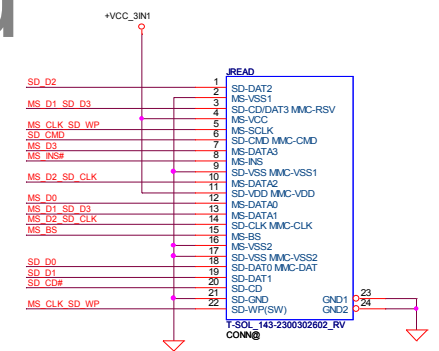 +VCC_3IN1
JREAD
SD_D2 1 SD-DAT2
2 MS-VSS1
MS_D1_SD_D3 3 SD-CD/DAT3 MMC-RSV
4 MS-VCC
MS_CLK_SD_WP 5 MS-SCLK
SD_CMD 6 SD-CMD MMC-CMD
MS_D3 7 MS-DATA3
MS_INS# 8 MS-INS
9 SD-VSS MMC-VSS1
MS_D2_SD_CLK 10 MS-DATA2
11 SD-VDD MMC-VDD
MS_D0 12 MS-DATA0
MS_D1_SD_D3 13 MS-DATA1
MS_D2_SD_CLK 14 SD-CLK MMC-CLK
MS_BS 15 MS-BS
16 MS-VSS2
17 SD-VSS MMC-VSS2
SD_D0 18 SD-DAT0 MMC-DAT
SD_D1 19 SD-DAT1
SD_CD# 20 SD-CD
21 SD-GND GND1 23
MS_CLK_SD_WP 22 SD-WP(SW) GND2 24
T-SOL_143-2300302602_RV
CONN@